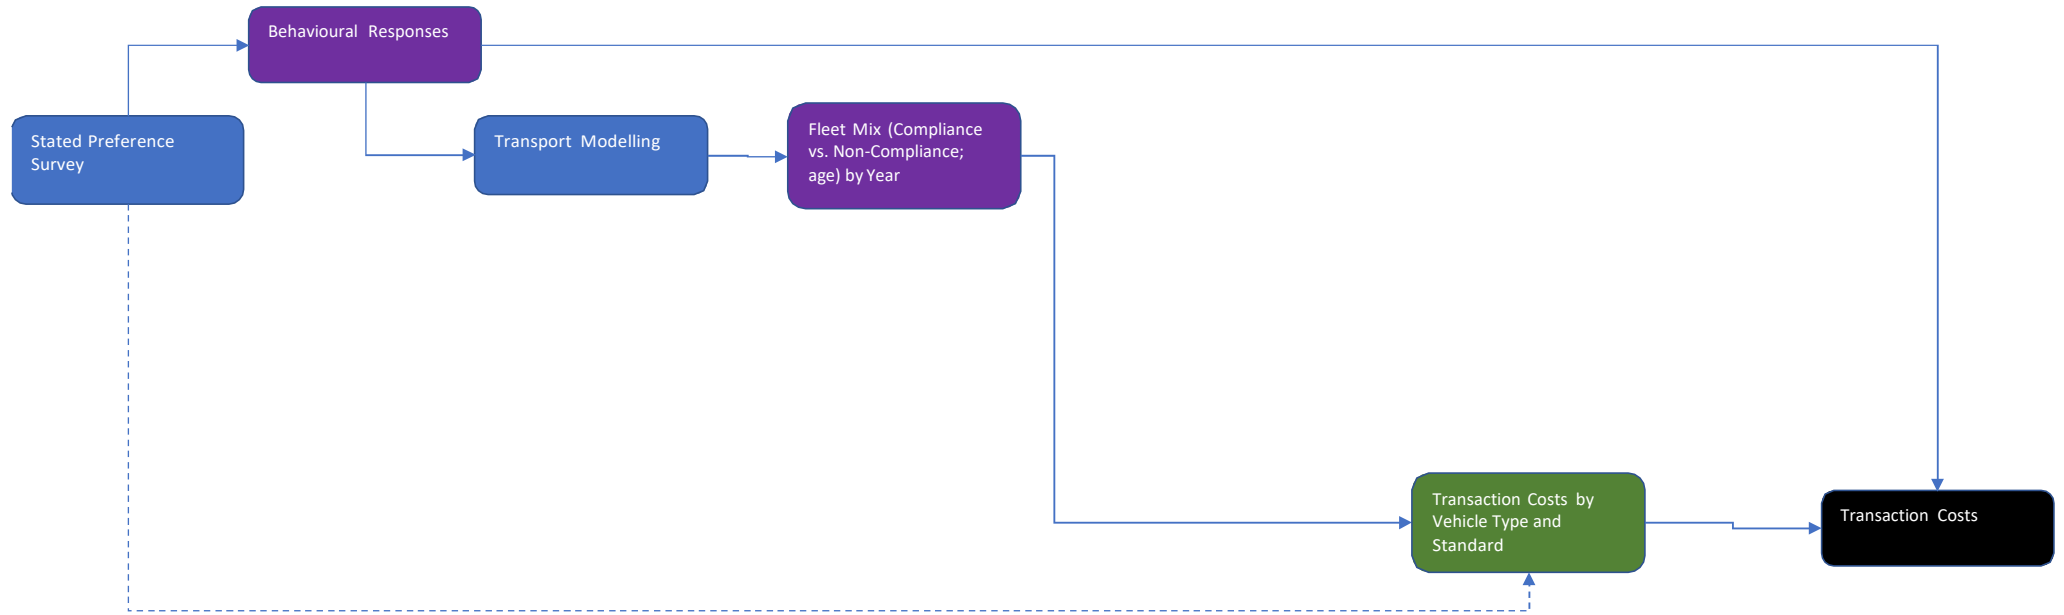 Behavioural Responses
Stated Preference
Survey
Transport Modelling
Fleet Mix (Compliance
vs. Non-Compliance;
age) by Year
Transaction Costs by
Vehicle Type and
Standard
Transaction Costs